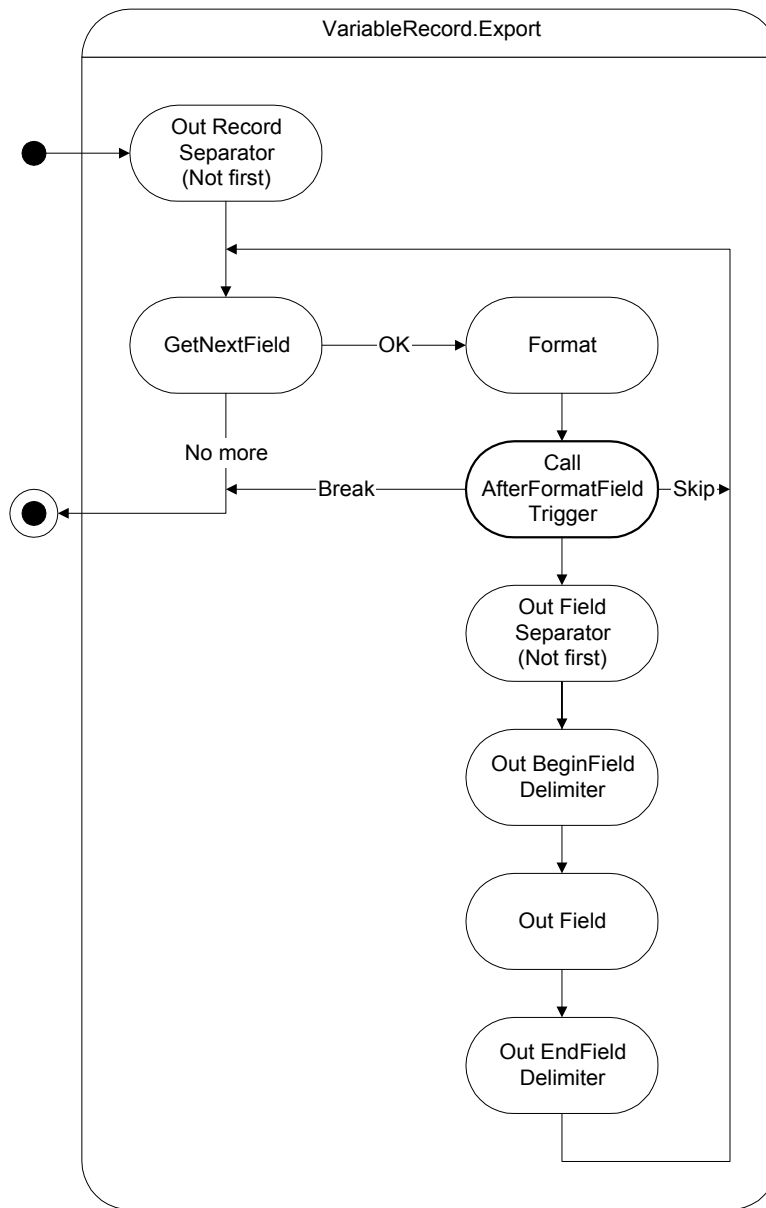 VariableRecord.Export
Out Record
Separator
(Not first)
GetNextField
OK
Format
No more
Break
Call
AfterFormatField
Trigger
Skip
Out Field
Separator
(Not first)
Out BeginField
Delimiter
Out Field
Out EndField
Delimiter